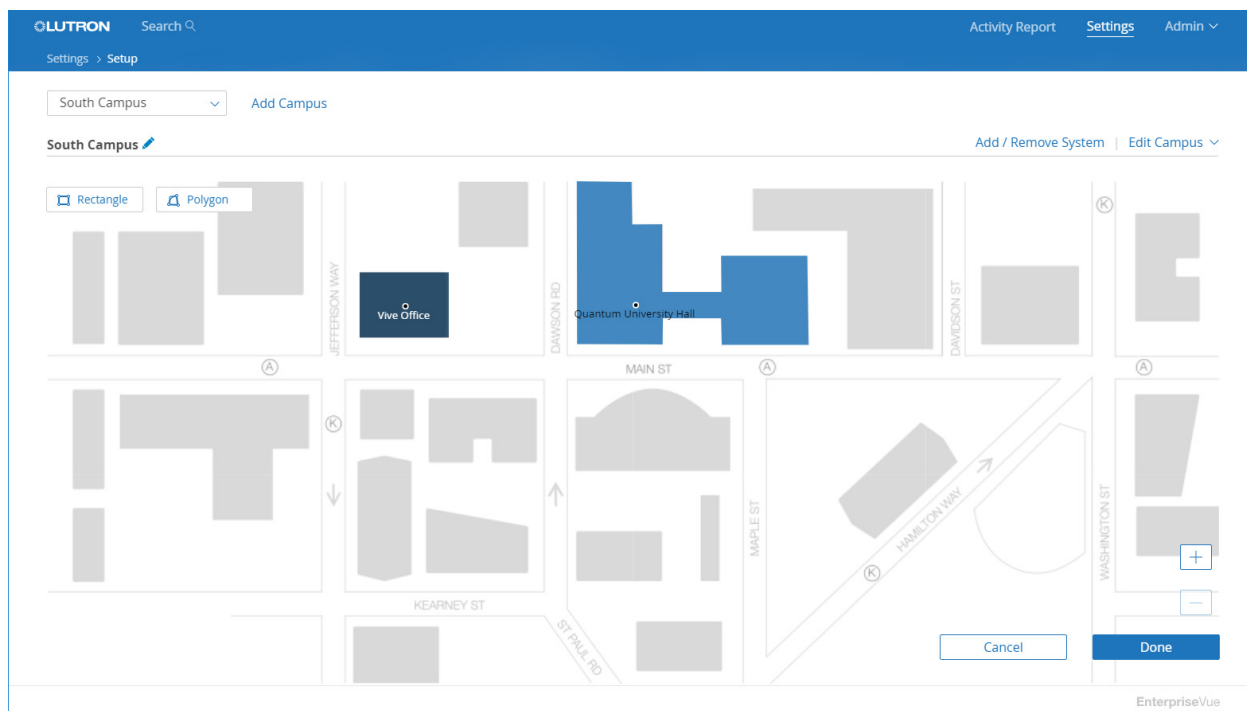 LUTRON Search Activity Report Settings Admin
Settings > Setup
South Campus Add Campus
South Campus Add / Remove System | Edit Campus
Rectangle Polygon
K
JEFFERSON WAY
Vive Office
DAWSON RD
Quantum University Hall
DAVIDSON ST
A MAIN ST A A
K
MAPLE ST
HAMILTON WAY
WASHINGTON ST
K
+
KEARNEY ST
−
ST PAUL RD
Cancel Done
EnterpriseVue